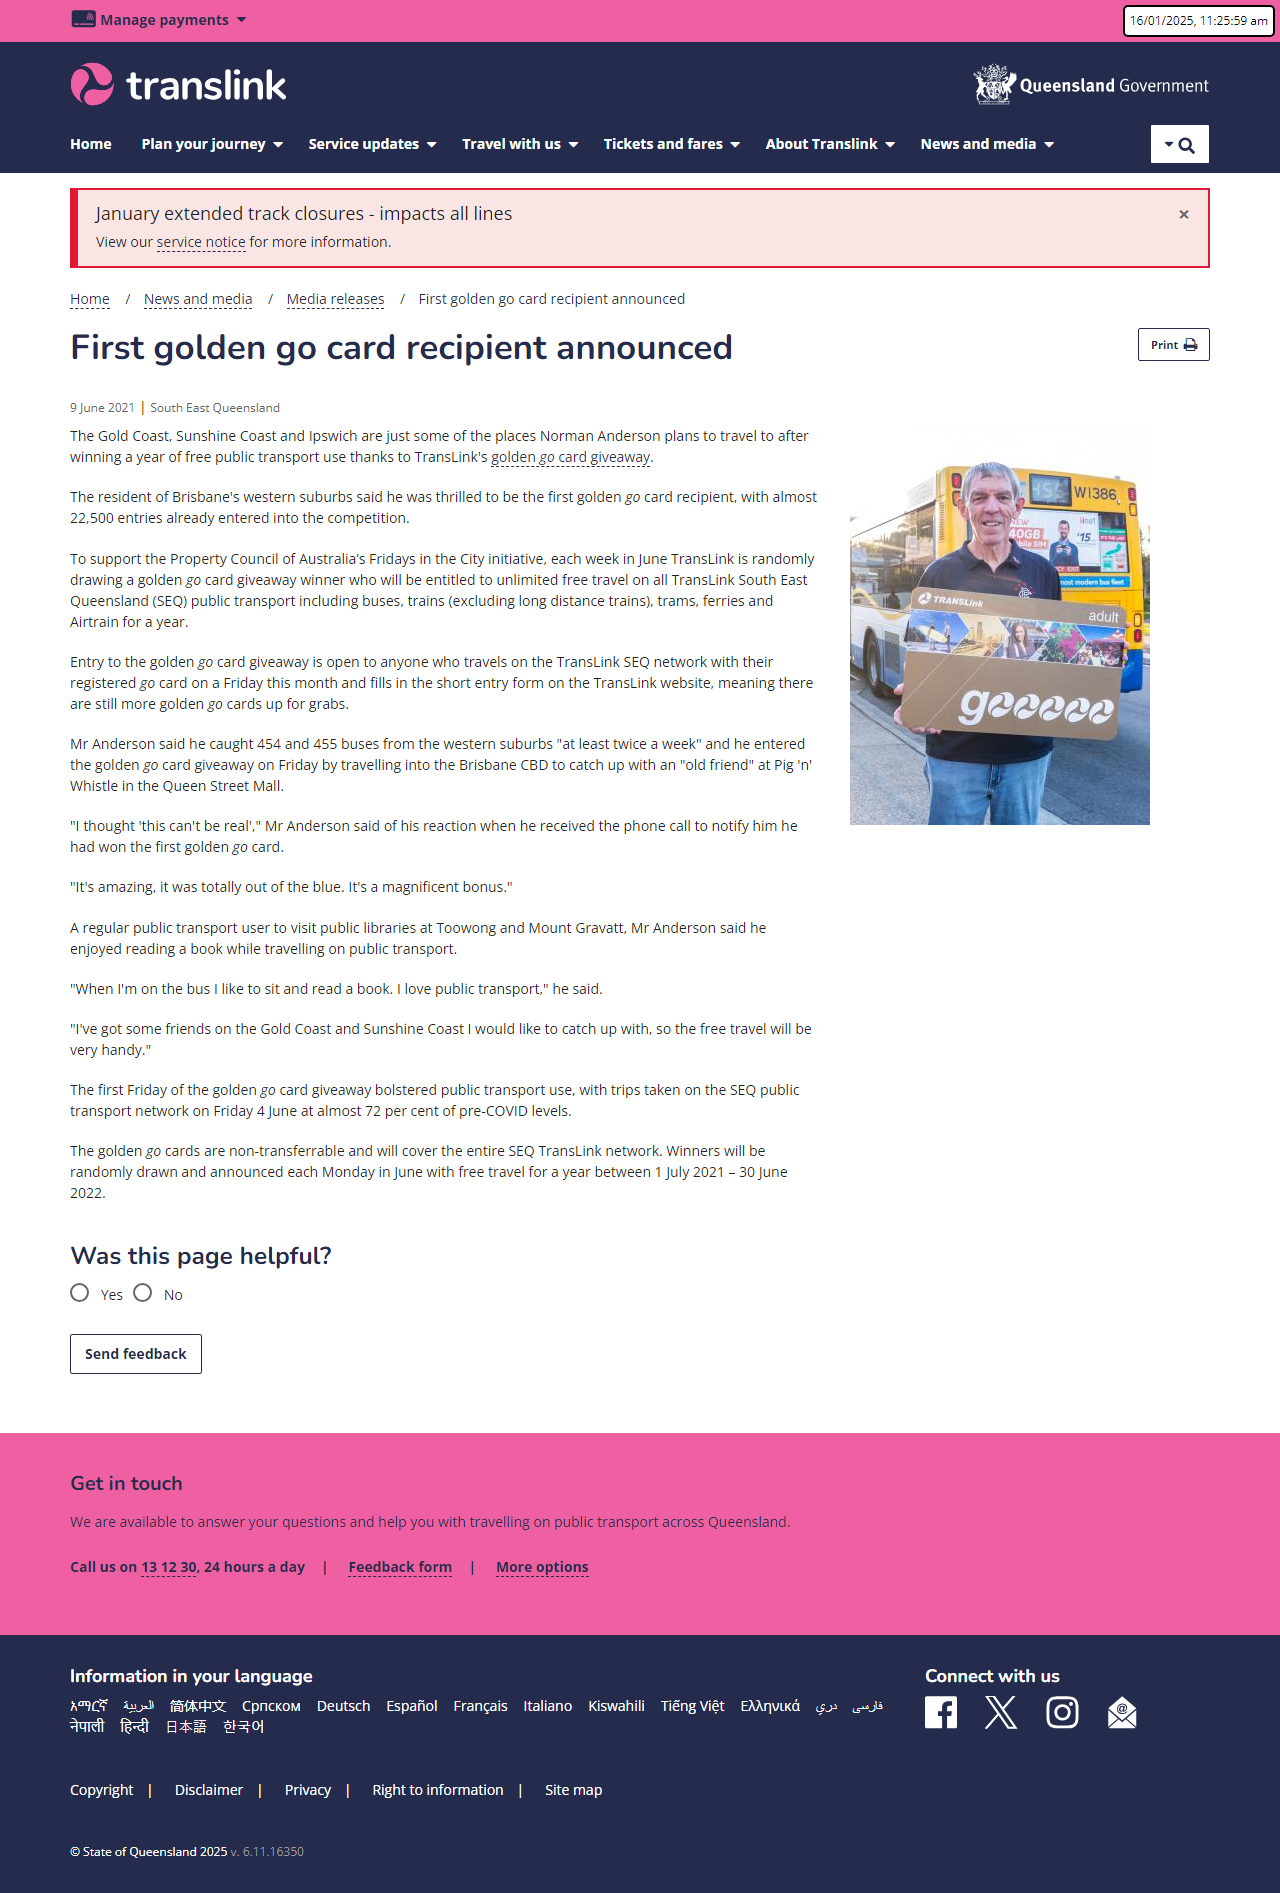 Manage payments
16/01/2025, 11:25:59 am
translink
Queensland Government
Home Plan your journey Service updates Travel with us Tickets and fares About Translink News and media
January extended track closures - impacts all lines
×
View our service notice for more information.
Home / News and media / Media releases / First golden go card recipient announced
First golden go card recipient announced
Print
9 June 2021 | South East Queensland
The Gold Coast, Sunshine Coast and Ipswich are just some of the places Norman Anderson plans to travel to after
winning a year of free public transport use thanks to TransLink's golden go card giveaway.
The resident of Brisbane's western suburbs said he was thrilled to be the first golden go card recipient, with almost
22,500 entries already entered into the competition.
To support the Property Council of Australia’s Fridays in the City initiative, each week in June TransLink is randomly
drawing a golden go card giveaway winner who will be entitled to unlimited free travel on all TransLink South East
Queensland (SEQ) public transport including buses, trains (excluding long distance trains), trams, ferries and
Airtrain for a year.
Entry to the golden go card giveaway is open to anyone who travels on the TransLink SEQ network with their
registered go card on a Friday this month and fills in the short entry form on the TransLink website, meaning there
are still more golden go cards up for grabs.
Mr Anderson said he caught 454 and 455 buses from the western suburbs "at least twice a week" and he entered
the golden go card giveaway on Friday by travelling into the Brisbane CBD to catch up with an "old friend" at Pig 'n'
Whistle in the Queen Street Mall.
"I thought 'this can't be real'," Mr Anderson said of his reaction when he received the phone call to notify him he
had won the first golden go card.
"It's amazing, it was totally out of the blue. It's a magnificent bonus."
A regular public transport user to visit public libraries at Toowong and Mount Gravatt, Mr Anderson said he
enjoyed reading a book while travelling on public transport.
"When I'm on the bus I like to sit and read a book. I love public transport," he said.
"I've got some friends on the Gold Coast and Sunshine Coast I would like to catch up with, so the free travel will be
very handy."
The first Friday of the golden go card giveaway bolstered public transport use, with trips taken on the SEQ public
transport network on Friday 4 June at almost 72 per cent of pre-COVID levels.
The golden go cards are non-transferrable and will cover the entire SEQ TransLink network. Winners will be
randomly drawn and announced each Monday in June with free travel for a year between 1 July 2021 – 30 June
2022.
455
W1386
NEW
40GB
Mobile SIM
iinet
'15
most modern bus fleet
TRANSLink
adult
go
Was this page helpful?
Yes No
Send feedback
Get in touch
We are available to answer your questions and help you with travelling on public transport across Queensland.
Call us on 13 12 30, 24 hours a day | Feedback form | More options
Information in your language
አማርኛ العربية 简体中文 Српском Deutsch Español Français Italiano Kiswahili Tiếng Việt Ελληνικά دري فارسی
नेपाली हिन्दी 日本語 한국어
Connect with us
Copyright | Disclaimer | Privacy | Right to information | Site map
© State of Queensland 2025 v. 6.11.16350